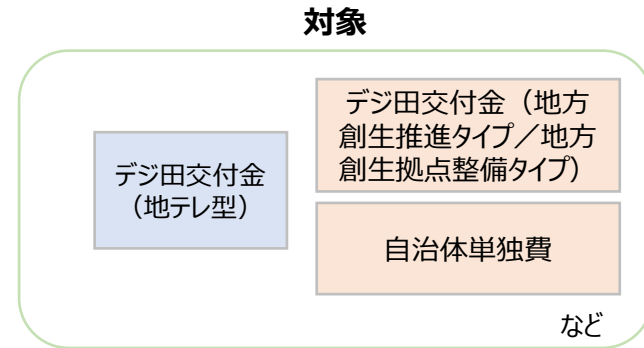 対象
デジ田交付金
（地テレ型）
デジ田交付金（地方
創生推進タイプ／地方
創生拠点整備タイプ）
自治体単独費
など